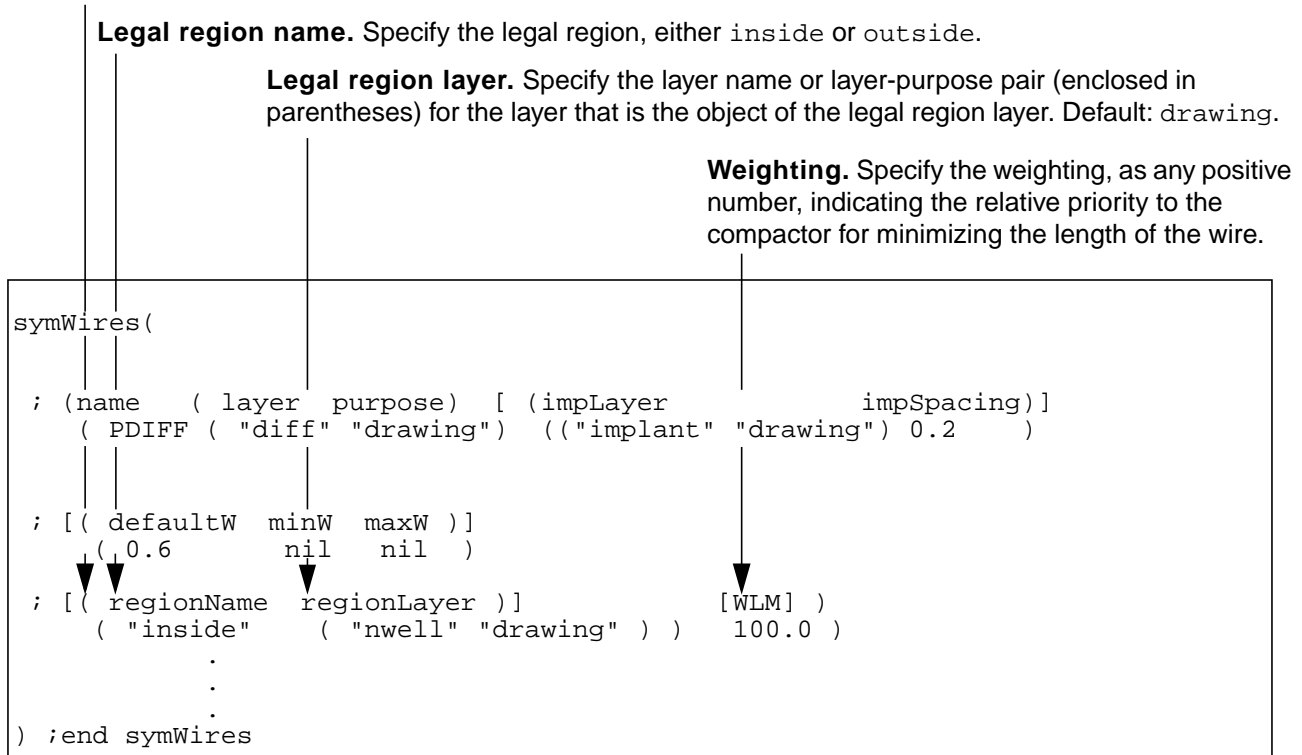 Legal region name. Specify the legal region, either inside or outside.
Legal region layer. Specify the layer name or layer-purpose pair (enclosed in
parentheses) for the layer that is the object of the legal region layer. Default: drawing.
Weighting. Specify the weighting, as any positive
number, indicating the relative priority to the
compactor for minimizing the length of the wire.
symWires(
; (name ( layer purpose) [ (impLayer impSpacing)]
( PDIFF ( "diff" "drawing") (("implant" "drawing") 0.2 )
; [( defaultW minW maxW )]
( 0.6 nil nil )
; [( regionName regionLayer )] [WLM] )
( "inside" ( "nwell" "drawing" ) ) 100.0 )
.
.
.
) ;end symWires